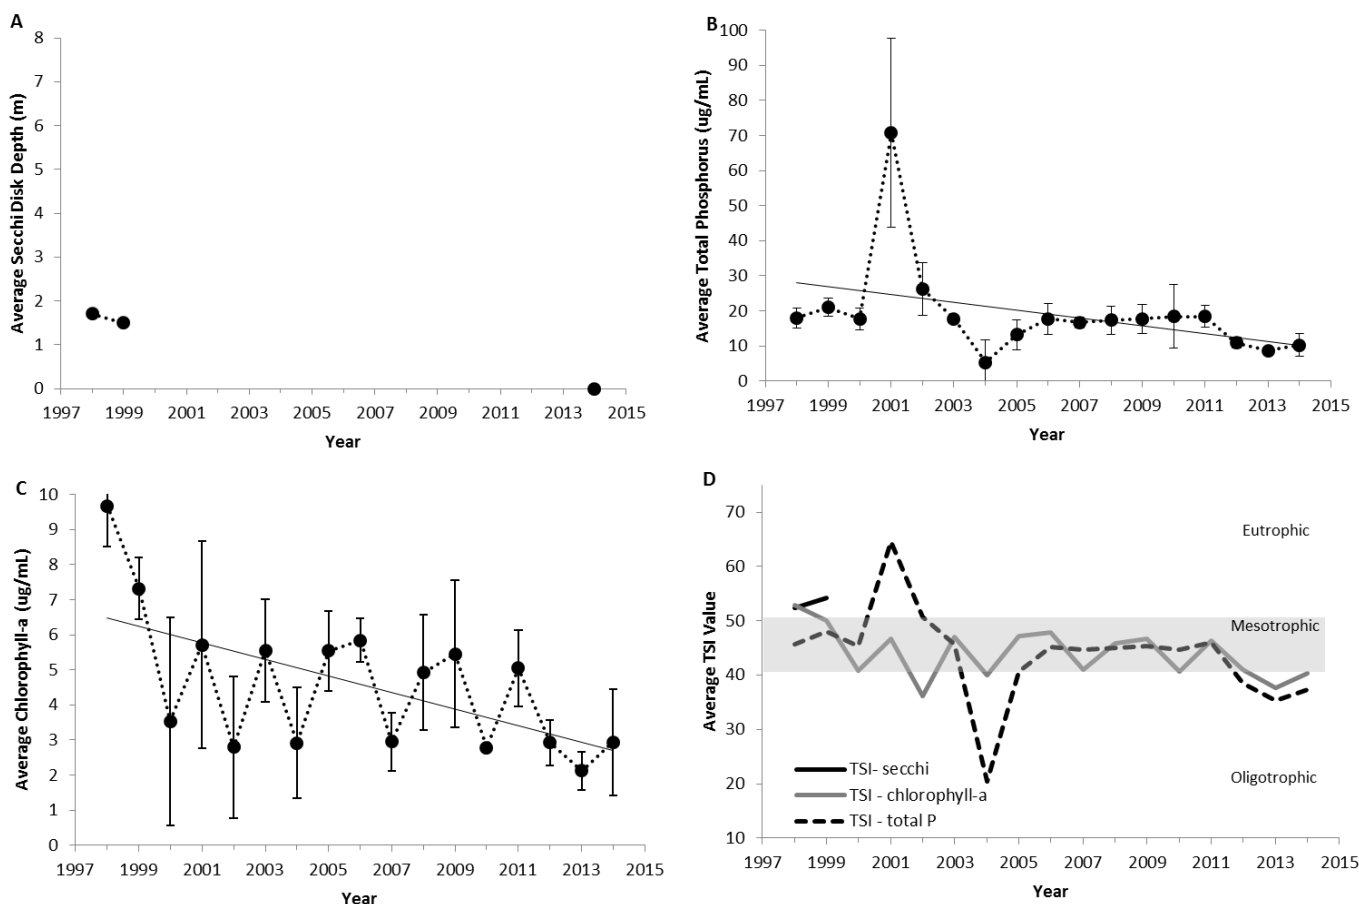 A
Average Secchi Disk Depth (m)
8
7
6
5
4
3
2
1
0
1997 1999 2001 2003 2005 2007 2009 2011 2013 2015
Year
B
Average Total Phosphorus (ug/mL)
100
90
80
70
60
50
40
30
20
10
0
1997 1999 2001 2003 2005 2007 2009 2011 2013 2015
Year
C
Average Chlorophyll-a (ug/mL)
10
9
8
7
6
5
4
3
2
1
0
1997 1999 2001 2003 2005 2007 2009 2011 2013 2015
Year
D
Average TSI Value
70
60
50
40
30
20
10
Eutrophic
Mesotrophic
Oligotrophic
TSI- secchi
TSI - chlorophyll-a
TSI - total P
1997 1999 2001 2003 2005 2007 2009 2011 2013 2015
Year